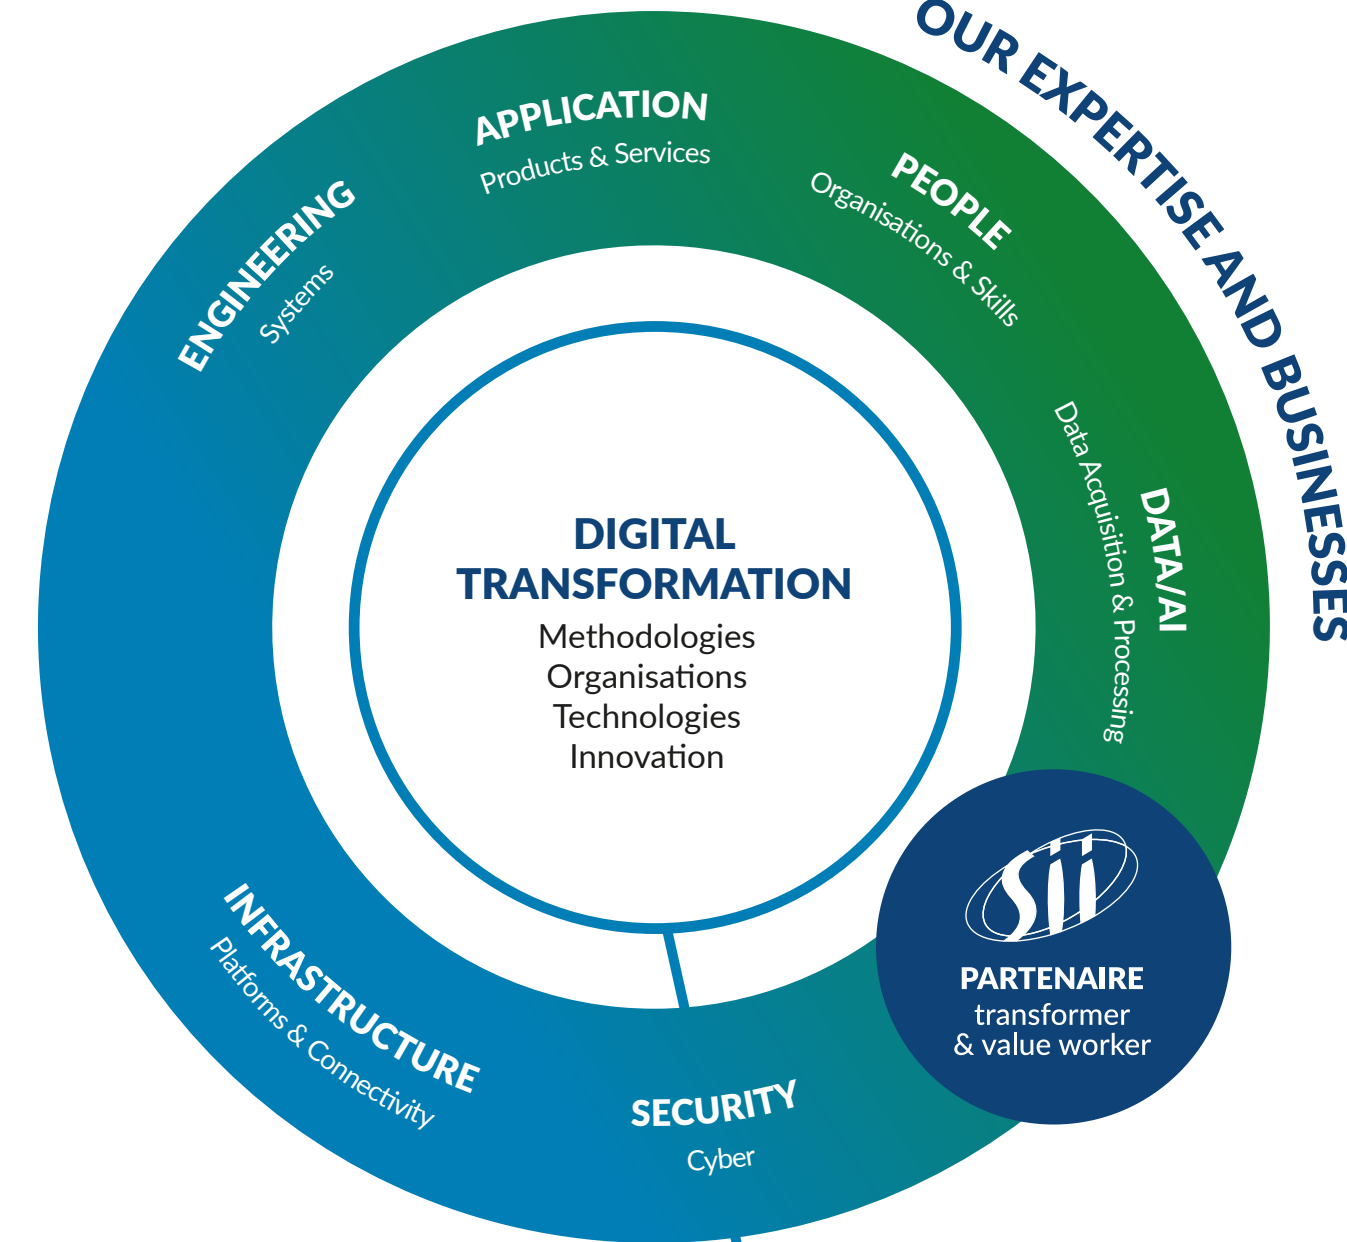 OUR EXPERTISE AND BUSINESSES
APPLICATION
Products & Services
PEOPLE
Organisations & Skills
ENGINEERING
Systems
DATA/AI
Data Acquisition & Processing
DIGITAL
TRANSFORMATION
Methodologies
Organisations
Technologies
Innovation
sii
PARTENAIRE
transformer
& value worker
INFRASTRUCTURE
Platforms & Connectivity
SECURITY
Cyber